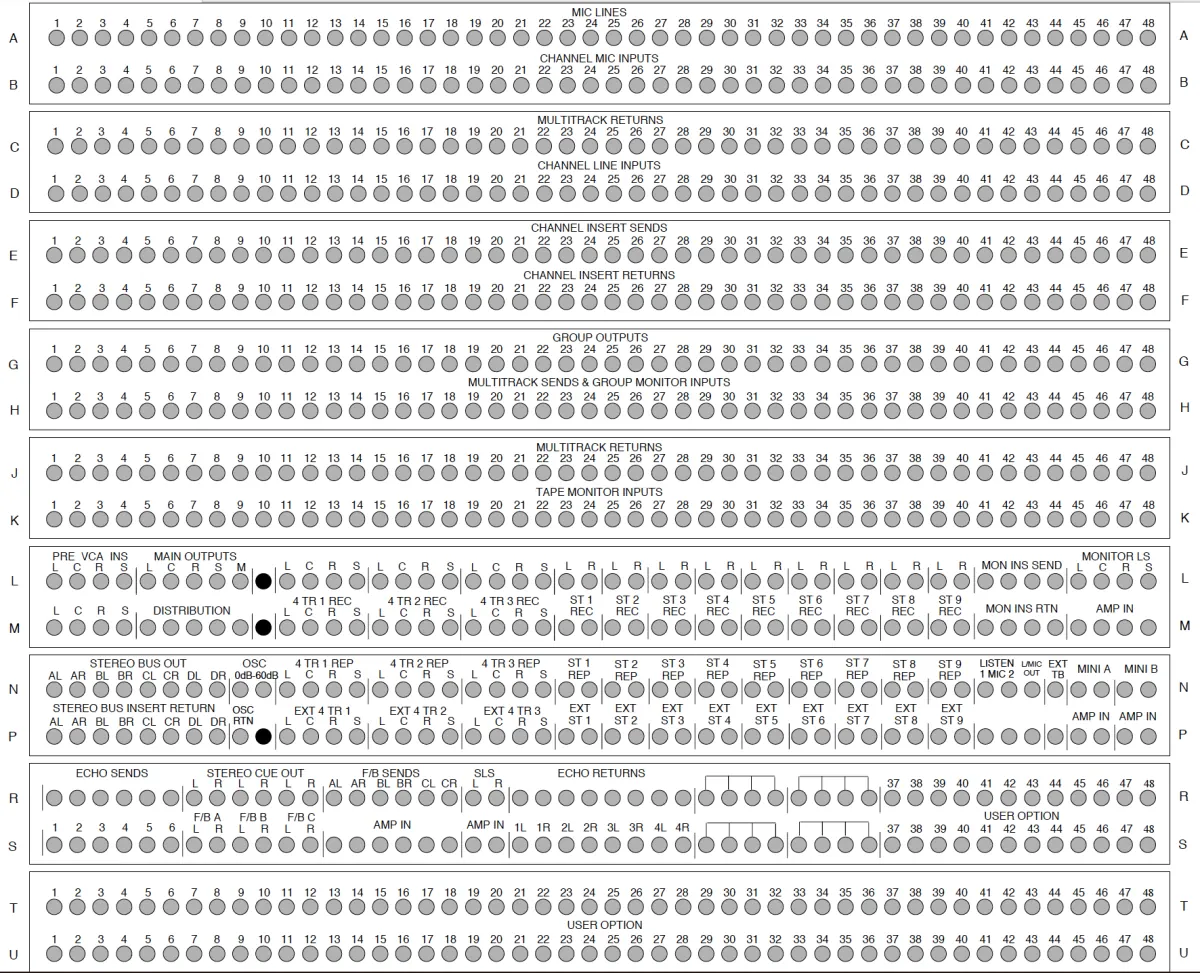 MIC LINES
1 2 3 4 5 6 7 8 9 10 11 12 13 14 15 16 17 18 19 20 21 22 23 24 25 26 27 28 29 30 31 32 33 34 35 36 37 38 39 40 41 42 43 44 45 46 47 48
A A
CHANNEL MIC INPUTS
1 2 3 4 5 6 7 8 9 10 11 12 13 14 15 16 17 18 19 20 21 22 23 24 25 26 27 28 29 30 31 32 33 34 35 36 37 38 39 40 41 42 43 44 45 46 47 48
B B
MULTITRACK RETURNS
1 2 3 4 5 6 7 8 9 10 11 12 13 14 15 16 17 18 19 20 21 22 23 24 25 26 27 28 29 30 31 32 33 34 35 36 37 38 39 40 41 42 43 44 45 46 47 48
C C
CHANNEL LINE INPUTS
1 2 3 4 5 6 7 8 9 10 11 12 13 14 15 16 17 18 19 20 21 22 23 24 25 26 27 28 29 30 31 32 33 34 35 36 37 38 39 40 41 42 43 44 45 46 47 48
D D
CHANNEL INSERT SENDS
1 2 3 4 5 6 7 8 9 10 11 12 13 14 15 16 17 18 19 20 21 22 23 24 25 26 27 28 29 30 31 32 33 34 35 36 37 38 39 40 41 42 43 44 45 46 47 48
E E
CHANNEL INSERT RETURNS
1 2 3 4 5 6 7 8 9 10 11 12 13 14 15 16 17 18 19 20 21 22 23 24 25 26 27 28 29 30 31 32 33 34 35 36 37 38 39 40 41 42 43 44 45 46 47 48
F F
GROUP OUTPUTS
1 2 3 4 5 6 7 8 9 10 11 12 13 14 15 16 17 18 19 20 21 22 23 24 25 26 27 28 29 30 31 32 33 34 35 36 37 38 39 40 41 42 43 44 45 46 47 48
G G
MULTITRACK SENDS & GROUP MONITOR INPUTS
1 2 3 4 5 6 7 8 9 10 11 12 13 14 15 16 17 18 19 20 21 22 23 24 25 26 27 28 29 30 31 32 33 34 35 36 37 38 39 40 41 42 43 44 45 46 47 48
H H
MULTITRACK RETURNS
1 2 3 4 5 6 7 8 9 10 11 12 13 14 15 16 17 18 19 20 21 22 23 24 25 26 27 28 29 30 31 32 33 34 35 36 37 38 39 40 41 42 43 44 45 46 47 48
J J
TAPE MONITOR INPUTS
1 2 3 4 5 6 7 8 9 10 11 12 13 14 15 16 17 18 19 20 21 22 23 24 25 26 27 28 29 30 31 32 33 34 35 36 37 38 39 40 41 42 43 44 45 46 47 48
K K
PRE VCA INS MAIN OUTPUTS MONITOR LS
L C R S L C R S M L C R S L C R S L C R S L R L R L R L R L R L R L R L R L R MON INS SEND L C R S
L L
4 TR 1 REC 4 TR 2 REC 4 TR 3 REC ST 1 ST 2 ST 3 ST 4 ST 5 ST 6 ST 7 ST 8 ST 9
L C R S DISTRIBUTION L C R S L C R S L C R S REC REC REC REC REC REC REC REC REC MON INS RTN AMP IN
M M
STEREO BUS OUT OSC 4 TR 1 REP 4 TR 2 REP 4 TR 3 REP ST 1 ST 2 ST 3 ST 4 ST 5 ST 6 ST 7 ST 8 ST 9 LISTEN L/MIC EXT MINI A MINI B
AL AR BL BR CL CR DL DR 0dB-60dB L C R S L C R S L C R S REP REP REP REP REP REP REP REP REP 1 MIC 2 OUT TB
N N
STEREO BUS INSERT RETURN OSC EXT 4 TR 1 EXT 4 TR 2 EXT 4 TR 3 EXT EXT EXT EXT EXT EXT EXT EXT EXT AMP IN AMP IN
AL AR BL BR CL CR DL DR RTN L C R S L C R S L C R S ST 1 ST 2 ST 3 ST 4 ST 5 ST 6 ST 7 ST 8 ST 9
P P
ECHO SENDS STEREO CUE OUT F/B SENDS SLS ECHO RETURNS
L R L R L R AL AR BL BR CL CR L R 37 38 39 40 41 42 43 44 45 46 47 48
R R
F/B A F/B B F/B C AMP IN AMP IN USER OPTION
1 2 3 4 5 6 L R L R L R 1L 1R 2L 2R 3L 3R 4L 4R 37 38 39 40 41 42 43 44 45 46 47 48
S S
1 2 3 4 5 6 7 8 9 10 11 12 13 14 15 16 17 18 19 20 21 22 23 24 25 26 27 28 29 30 31 32 33 34 35 36 37 38 39 40 41 42 43 44 45 46 47 48
T T
USER OPTION
1 2 3 4 5 6 7 8 9 10 11 12 13 14 15 16 17 18 19 20 21 22 23 24 25 26 27 28 29 30 31 32 33 34 35 36 37 38 39 40 41 42 43 44 45 46 47 48
U U